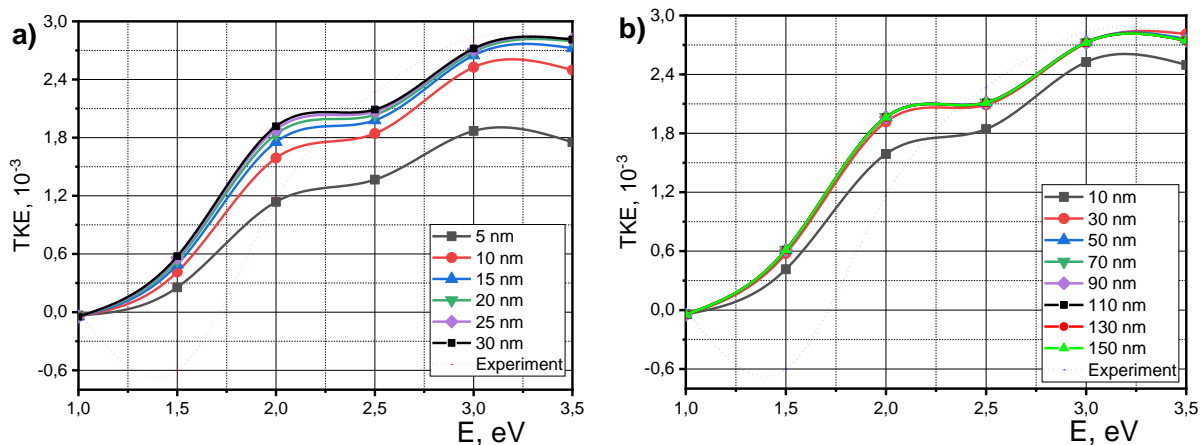 a)
3,0
2,4
1,8
1,2
0,6
0,0
-0,6
TKE, 10⁻³
5 nm
10 nm
15 nm
20 nm
25 nm
30 nm
Experiment
1,0 1,5 2,0 2,5 3,0 3,5
E, eV
b)
3,0
2,4
1,8
1,2
0,6
0,0
-0,6
TKE, 10⁻³
10 nm
30 nm
50 nm
70 nm
90 nm
110 nm
130 nm
150 nm
Experiment
1,0 1,5 2,0 2,5 3,0 3,5
E, eV